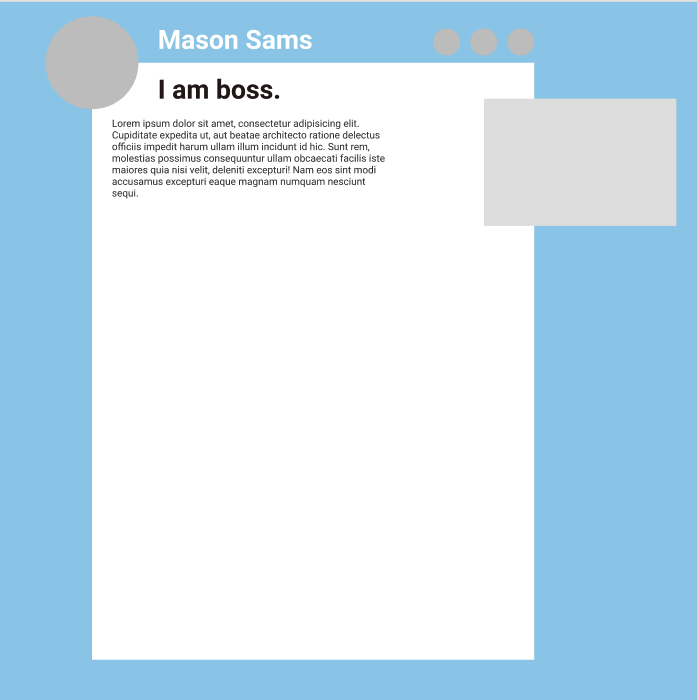 Mason Sams
I am boss.
Lorem ipsum dolor sit amet, consectetur adipisicing elit.
Cupiditate expedita ut, aut beatae architecto ratione delectus
officiis impedit harum ullam illum incidunt id hic. Sunt rem,
molestias possimus consequuntur ullam obcaecati facilis iste
maiores quia nisi velit, deleniti excepturi! Nam eos sint modi
accusamus excepturi eaque magnam numquam nesciunt
sequi.